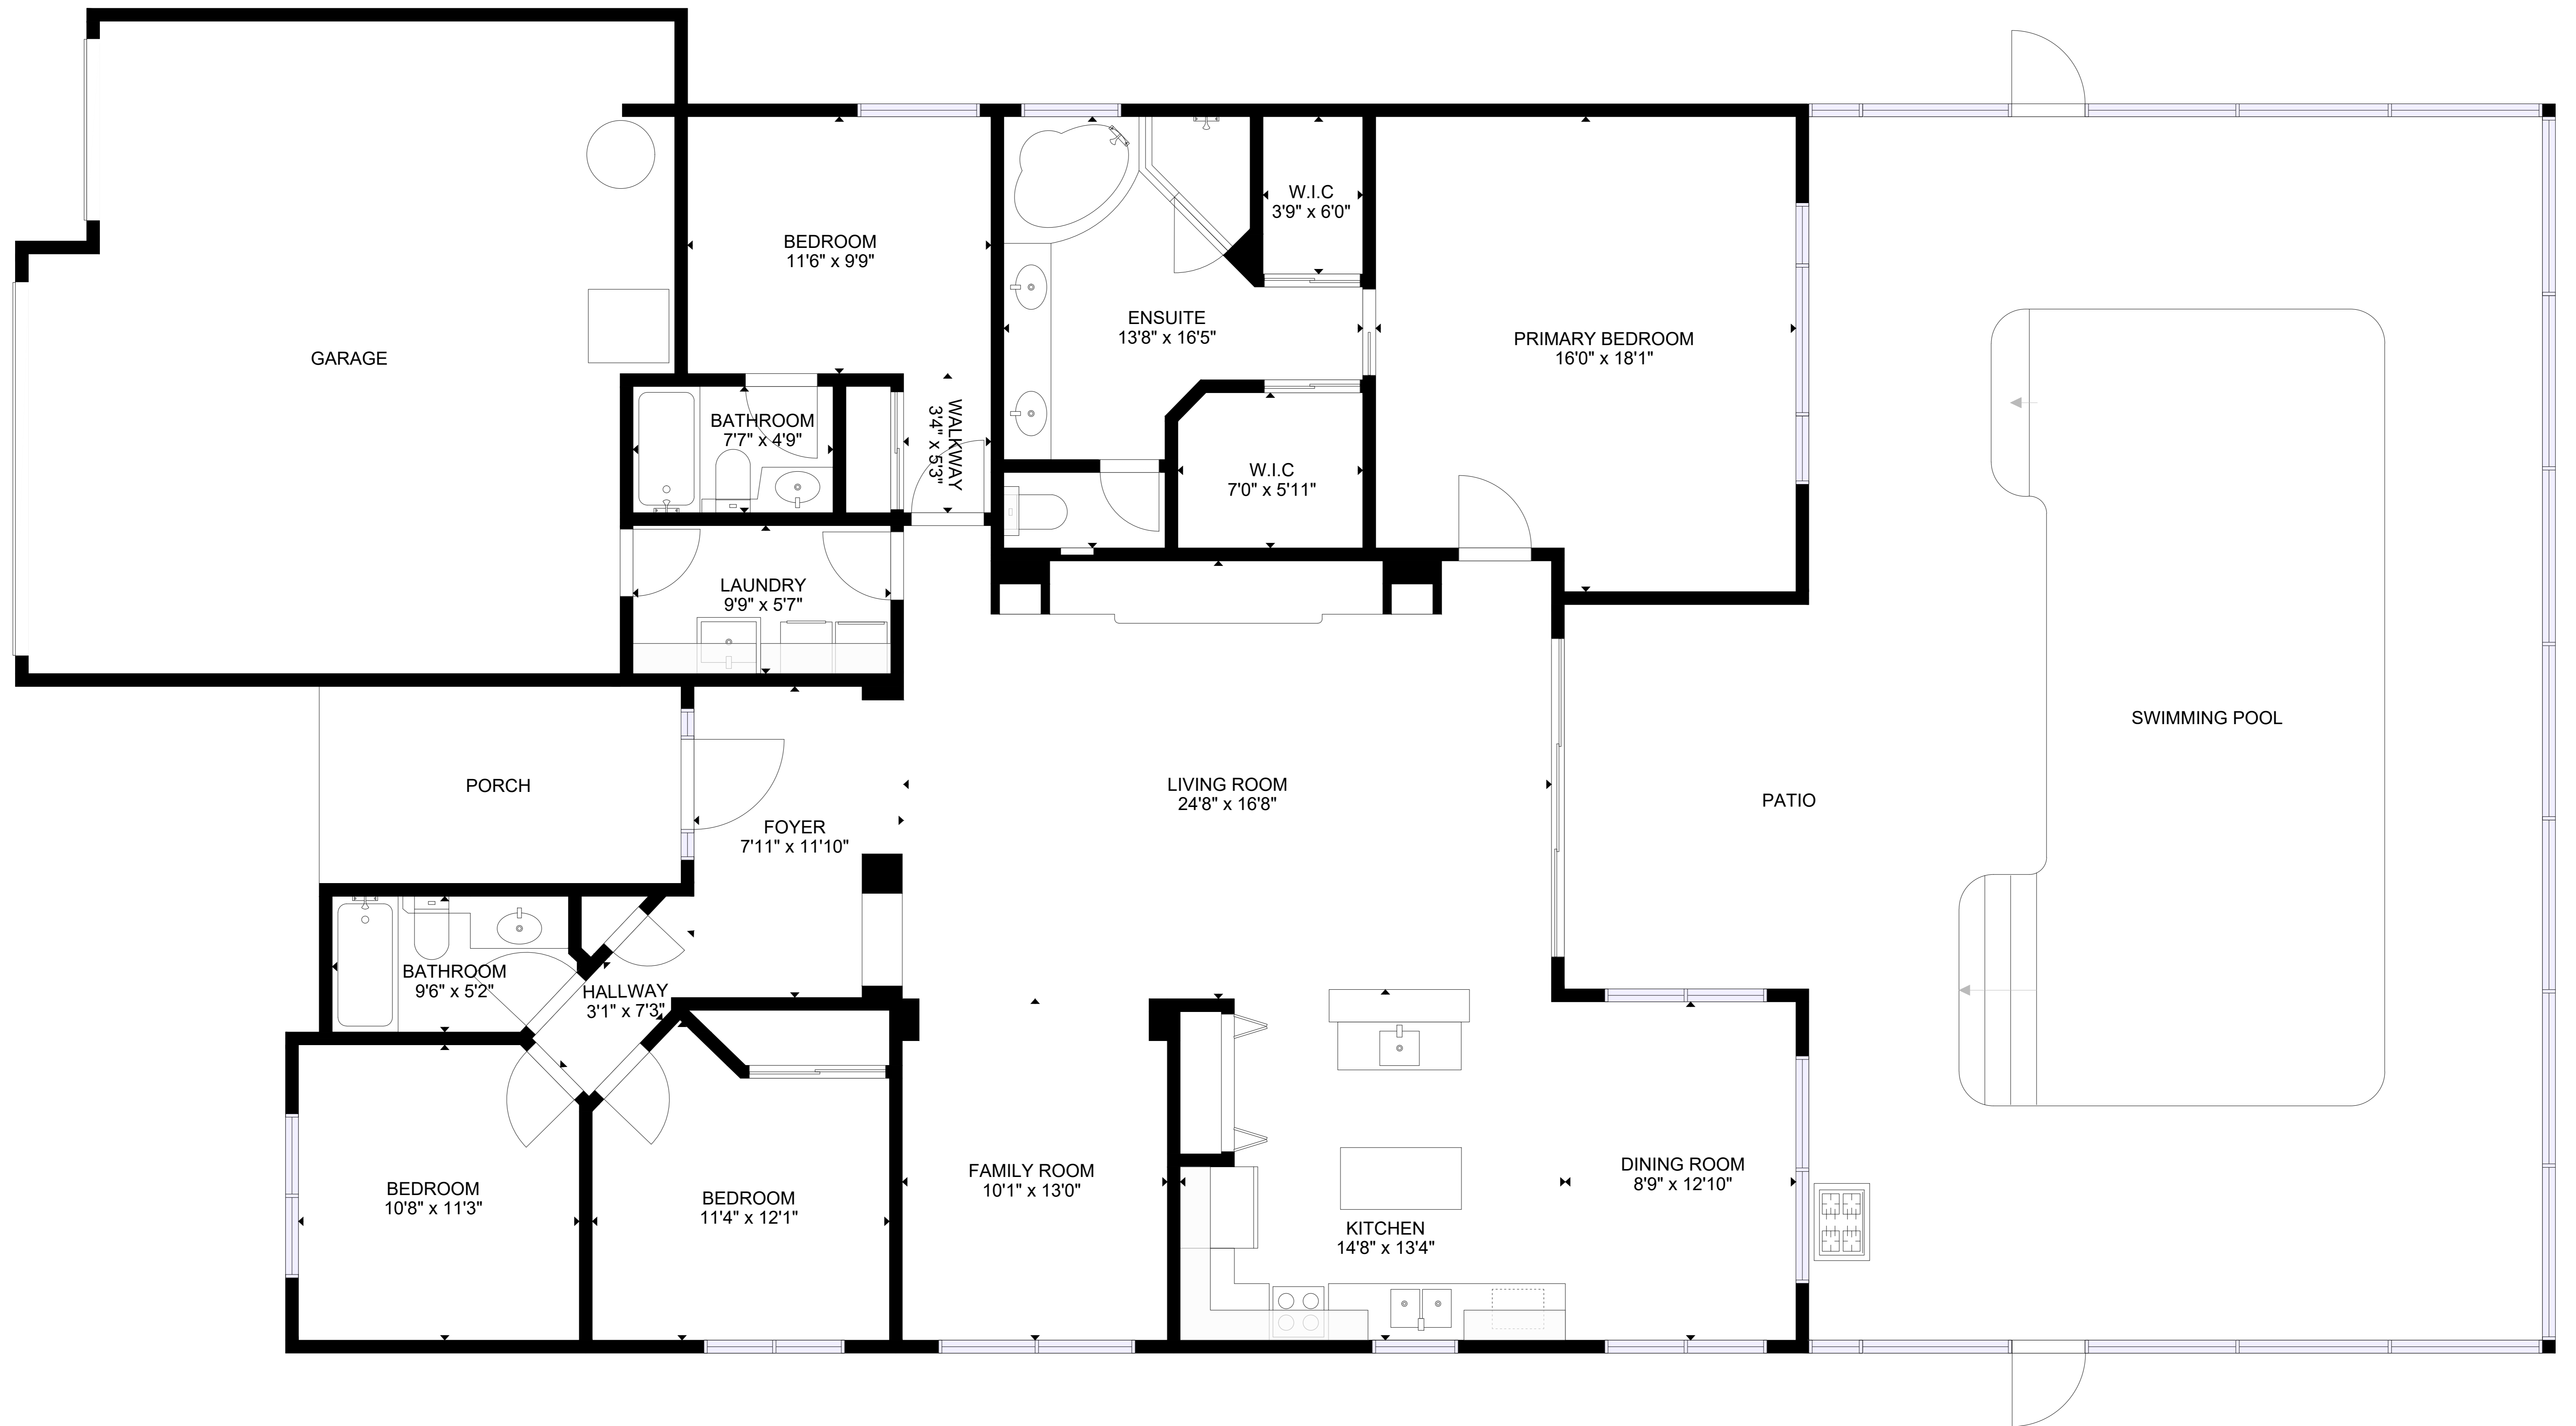 W.I.C
3'9" x 6'0"
BEDROOM
11'6" x 9'9"
ENSUITE
13'8" x 16'5"
PRIMARY BEDROOM
16'0" x 18'1"
GARAGE
BATHROOM
7'7" x 4'9"
WALKWAY
3'4" x 5'3"
W.I.C
7'0" x 5'11"
LAUNDRY
9'9" x 5'7"
SWIMMING POOL
PORCH
LIVING ROOM
24'8" x 16'8"
PATIO
FOYER
7'11" x 11'10"
BATHROOM
9'6" x 5'2"
HALLWAY
3'1" x 7'3"
FAMILY ROOM
10'1" x 13'0"
DINING ROOM
8'9" x 12'10"
BEDROOM
10'8" x 11'3"
BEDROOM
11'4" x 12'1"
KITCHEN
14'8" x 13'4"